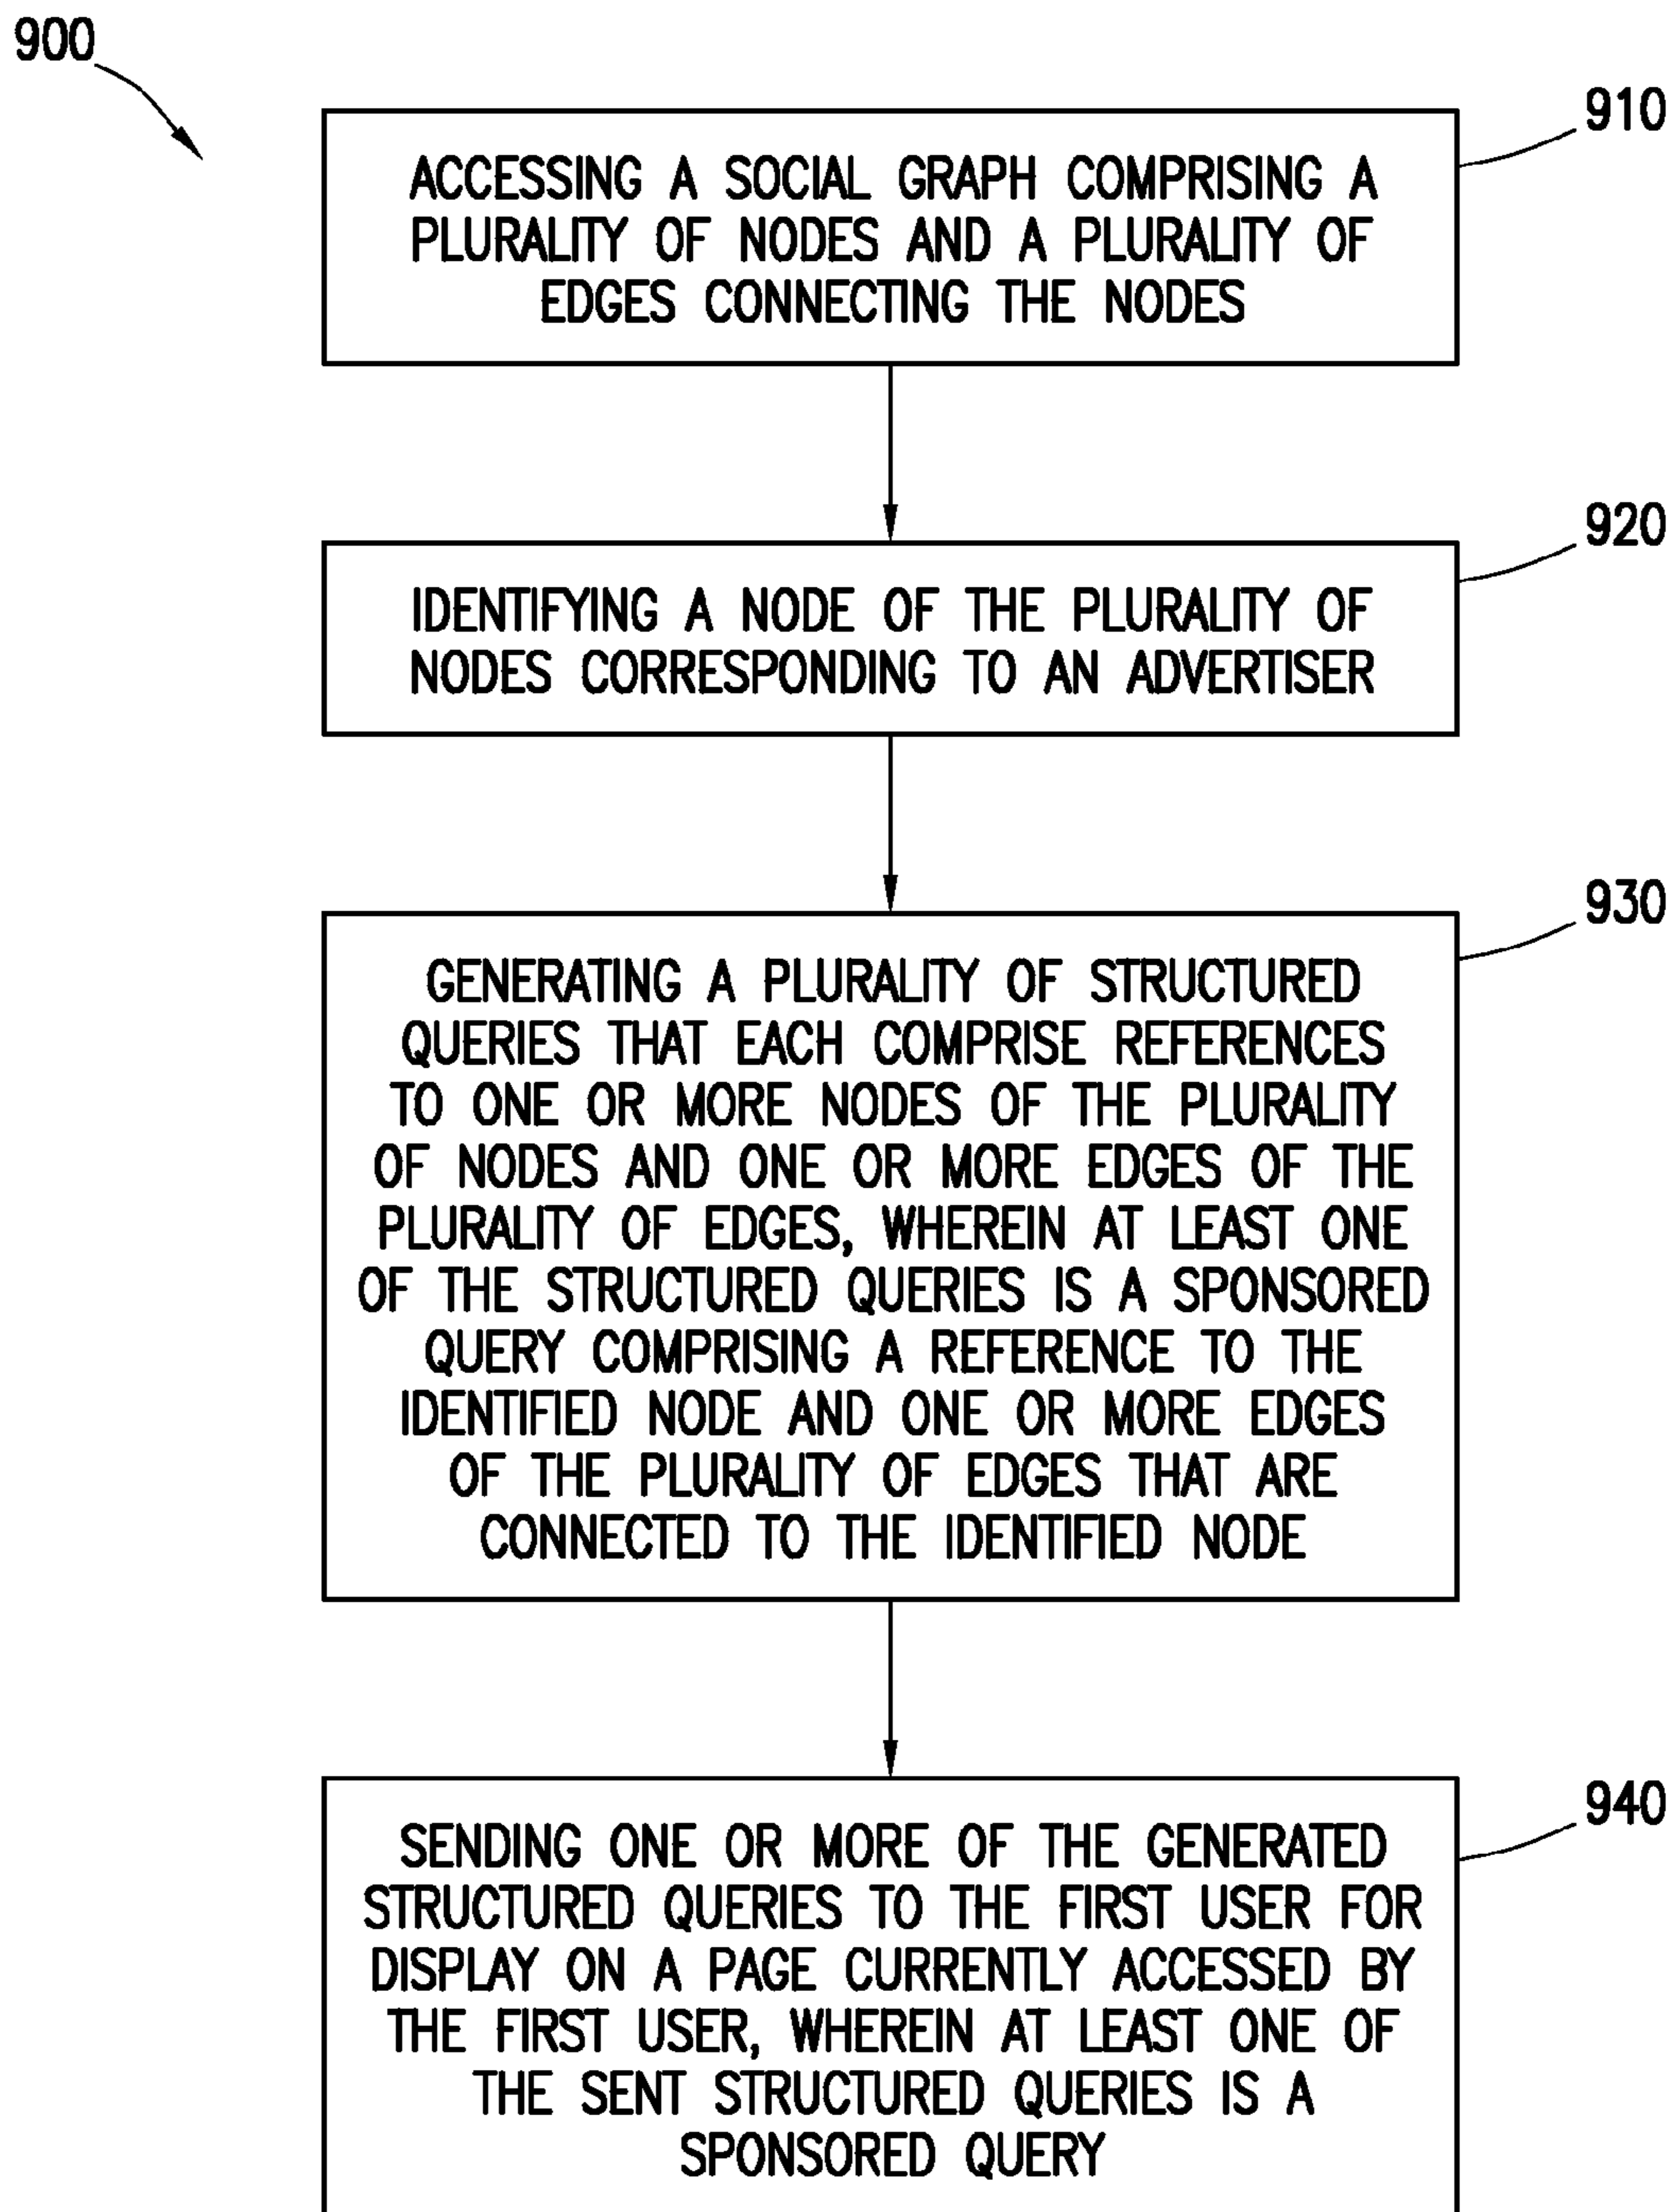 900
910
ACCESSING A SOCIAL GRAPH COMPRISING A
PLURALITY OF NODES AND A PLURALITY OF
EDGES CONNECTING THE NODES
920
IDENTIFYING A NODE OF THE PLURALITY OF
NODES CORRESPONDING TO AN ADVERTISER
930
GENERATING A PLURALITY OF STRUCTURED
QUERIES THAT EACH COMPRISE REFERENCES
TO ONE OR MORE NODES OF THE PLURALITY
OF NODES AND ONE OR MORE EDGES OF THE
PLURALITY OF EDGES, WHEREIN AT LEAST ONE
OF THE STRUCTURED QUERIES IS A SPONSORED
QUERY COMPRISING A REFERENCE TO THE
IDENTIFIED NODE AND ONE OR MORE EDGES
OF THE PLURALITY OF EDGES THAT ARE
CONNECTED TO THE IDENTIFIED NODE
940
SENDING ONE OR MORE OF THE GENERATED
STRUCTURED QUERIES TO THE FIRST USER FOR
DISPLAY ON A PAGE CURRENTLY ACCESSED BY
THE FIRST USER, WHEREIN AT LEAST ONE OF
THE SENT STRUCTURED QUERIES IS A
SPONSORED QUERY